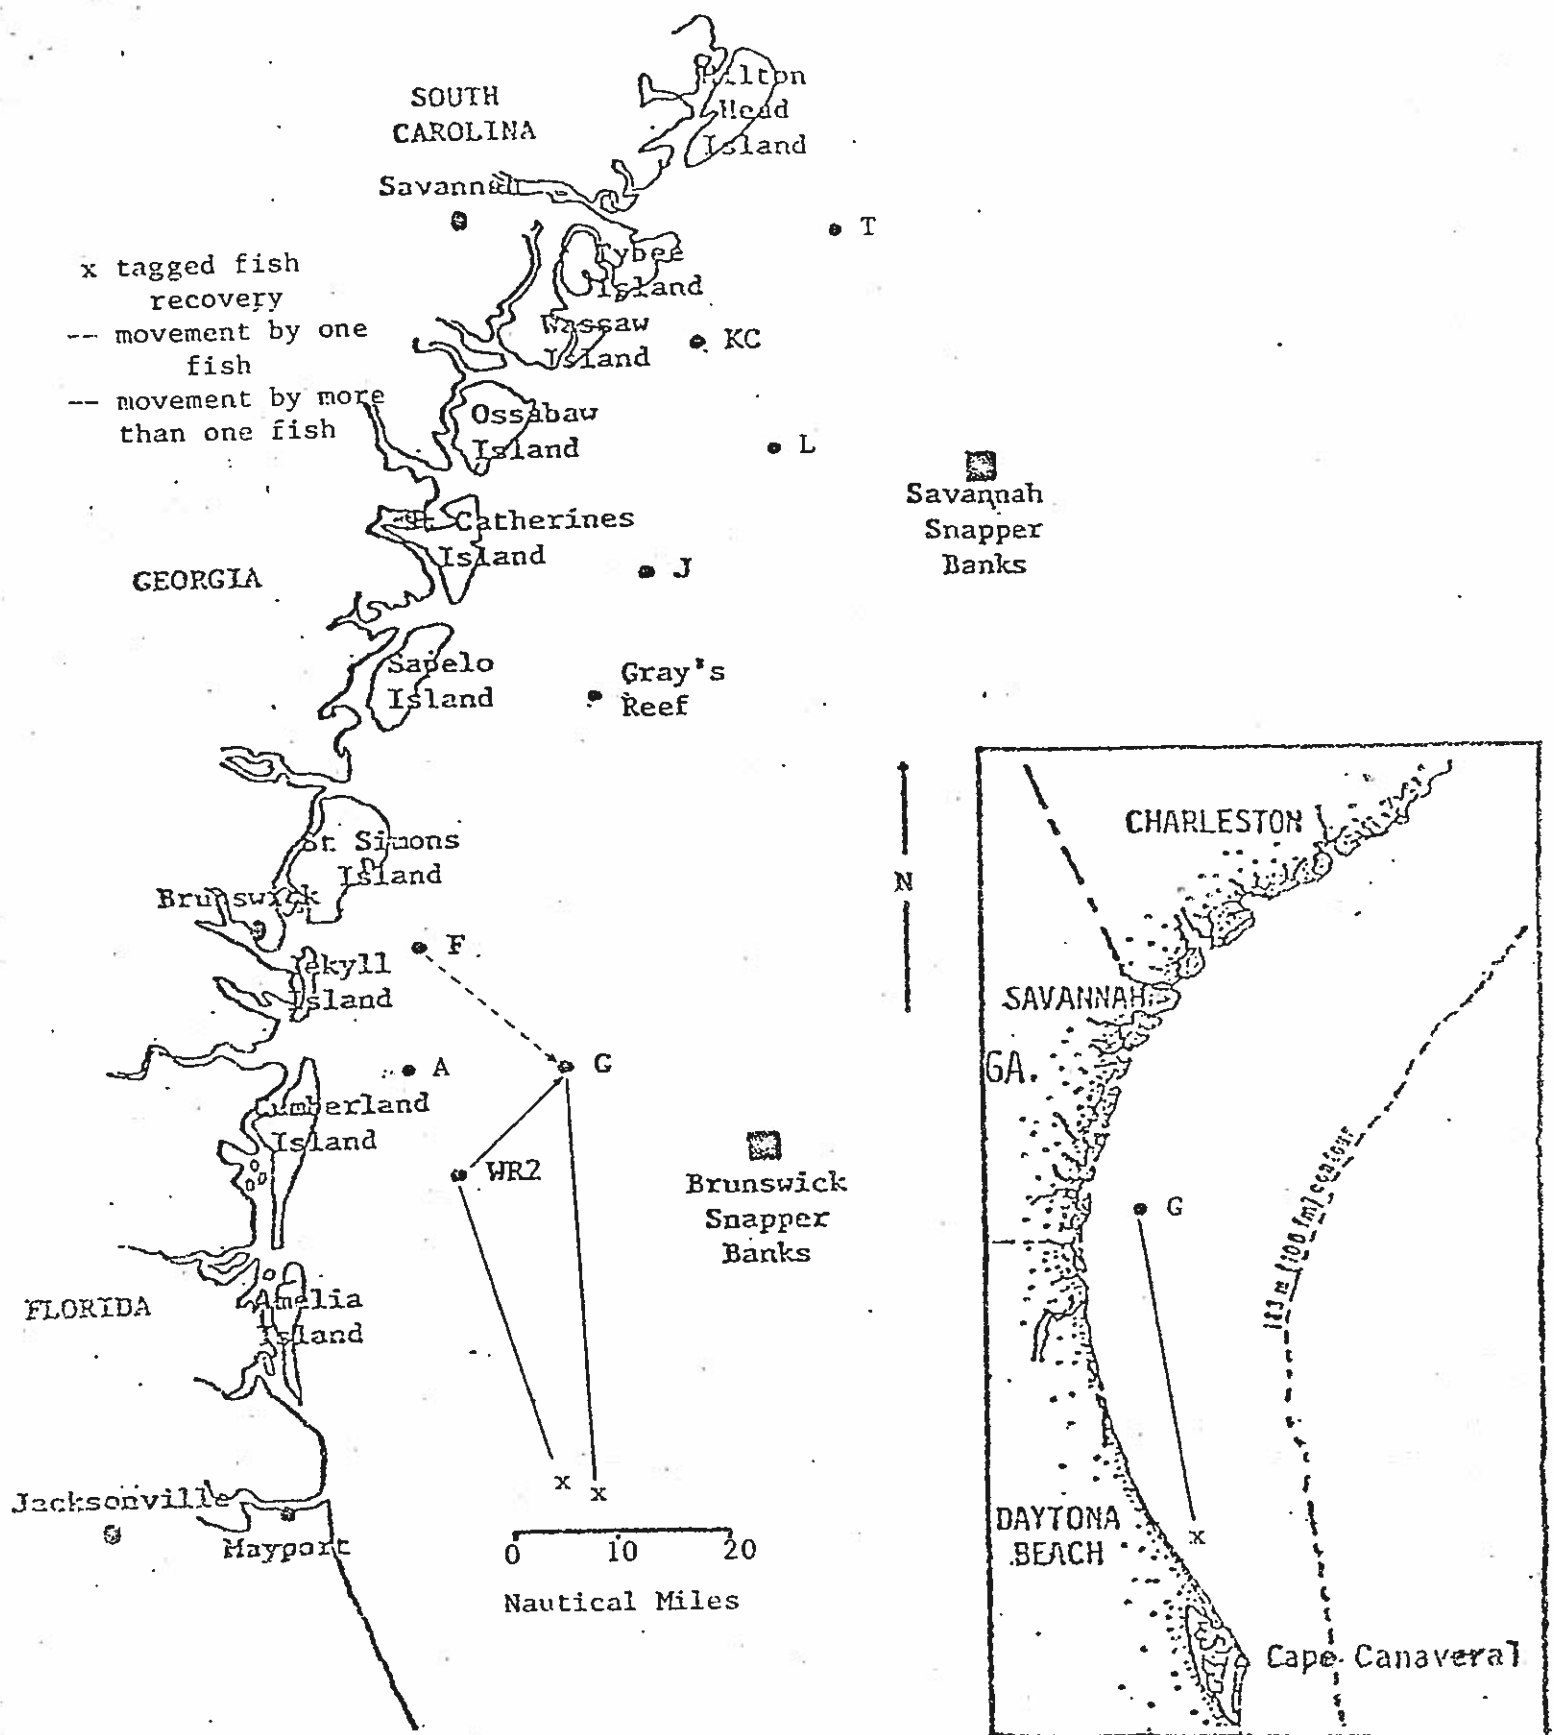 SOUTH
CAROLINA
Hilton
Head
Island
Savannah
T
x tagged fish
recovery
-- movement by one
fish
-- movement by more
than one fish
Tybee
Island
Wassaw
Island
KC
Ossabaw
Island
L
Savannah
Snapper
Banks
St Catherines
Island
GEORGIA
J
Sapelo
Island
Gray's
Reef
St Simons
Island
Brunswick
F
Jekyll
Island
A
G
Cumberland
Island
WR2
Brunswick
Snapper
Banks
FLORIDA
Amelia
Island
x
x
Jacksonville
Mayport
0 10 20
Nautical Miles
N
CHARLESTON
SAVANNAH
GA.
G
183 m (100 fm) contour
DAYTONA
BEACH
x
Cape Canaveral